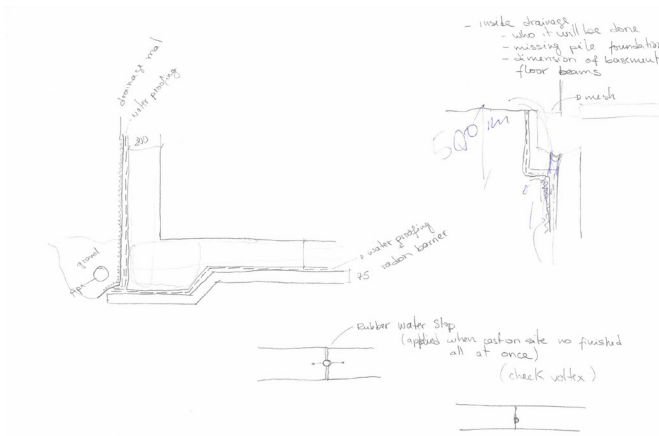 - inside drainage
- who it will be done
- missing pile foundation
- dimension of basement
floor beams
mesh
500 m
drainage mat
water proofing
200
gravel
water proofing
+
radon barrier
75
Rubber water stop
(applied when cast on site no finished
all at once)
(check voltex)